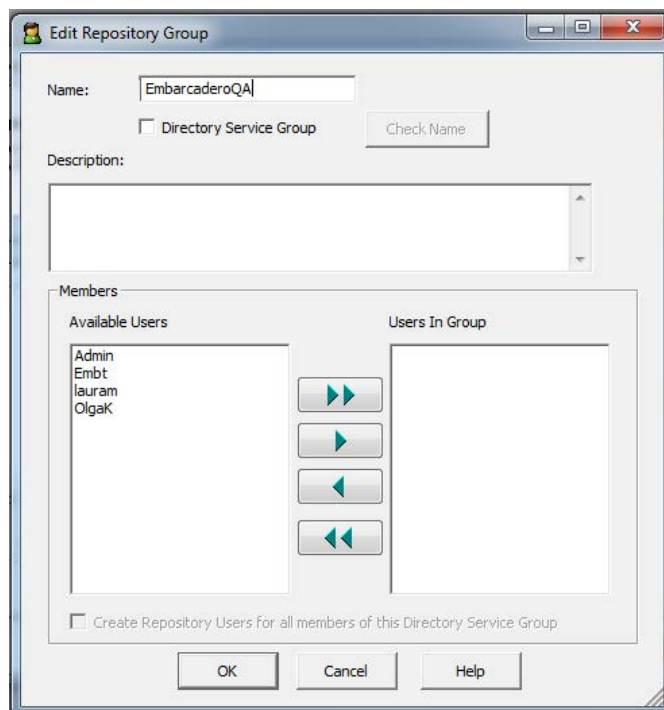 Edit Repository Group
Name:
EmbarcaderoQA
Directory Service Group
Check Name
Description:
Members
Available Users
Users In Group
Admin
Embt
lauram
OlgaK
Create Repository Users for all members of this Directory Service Group
OK
Cancel
Help